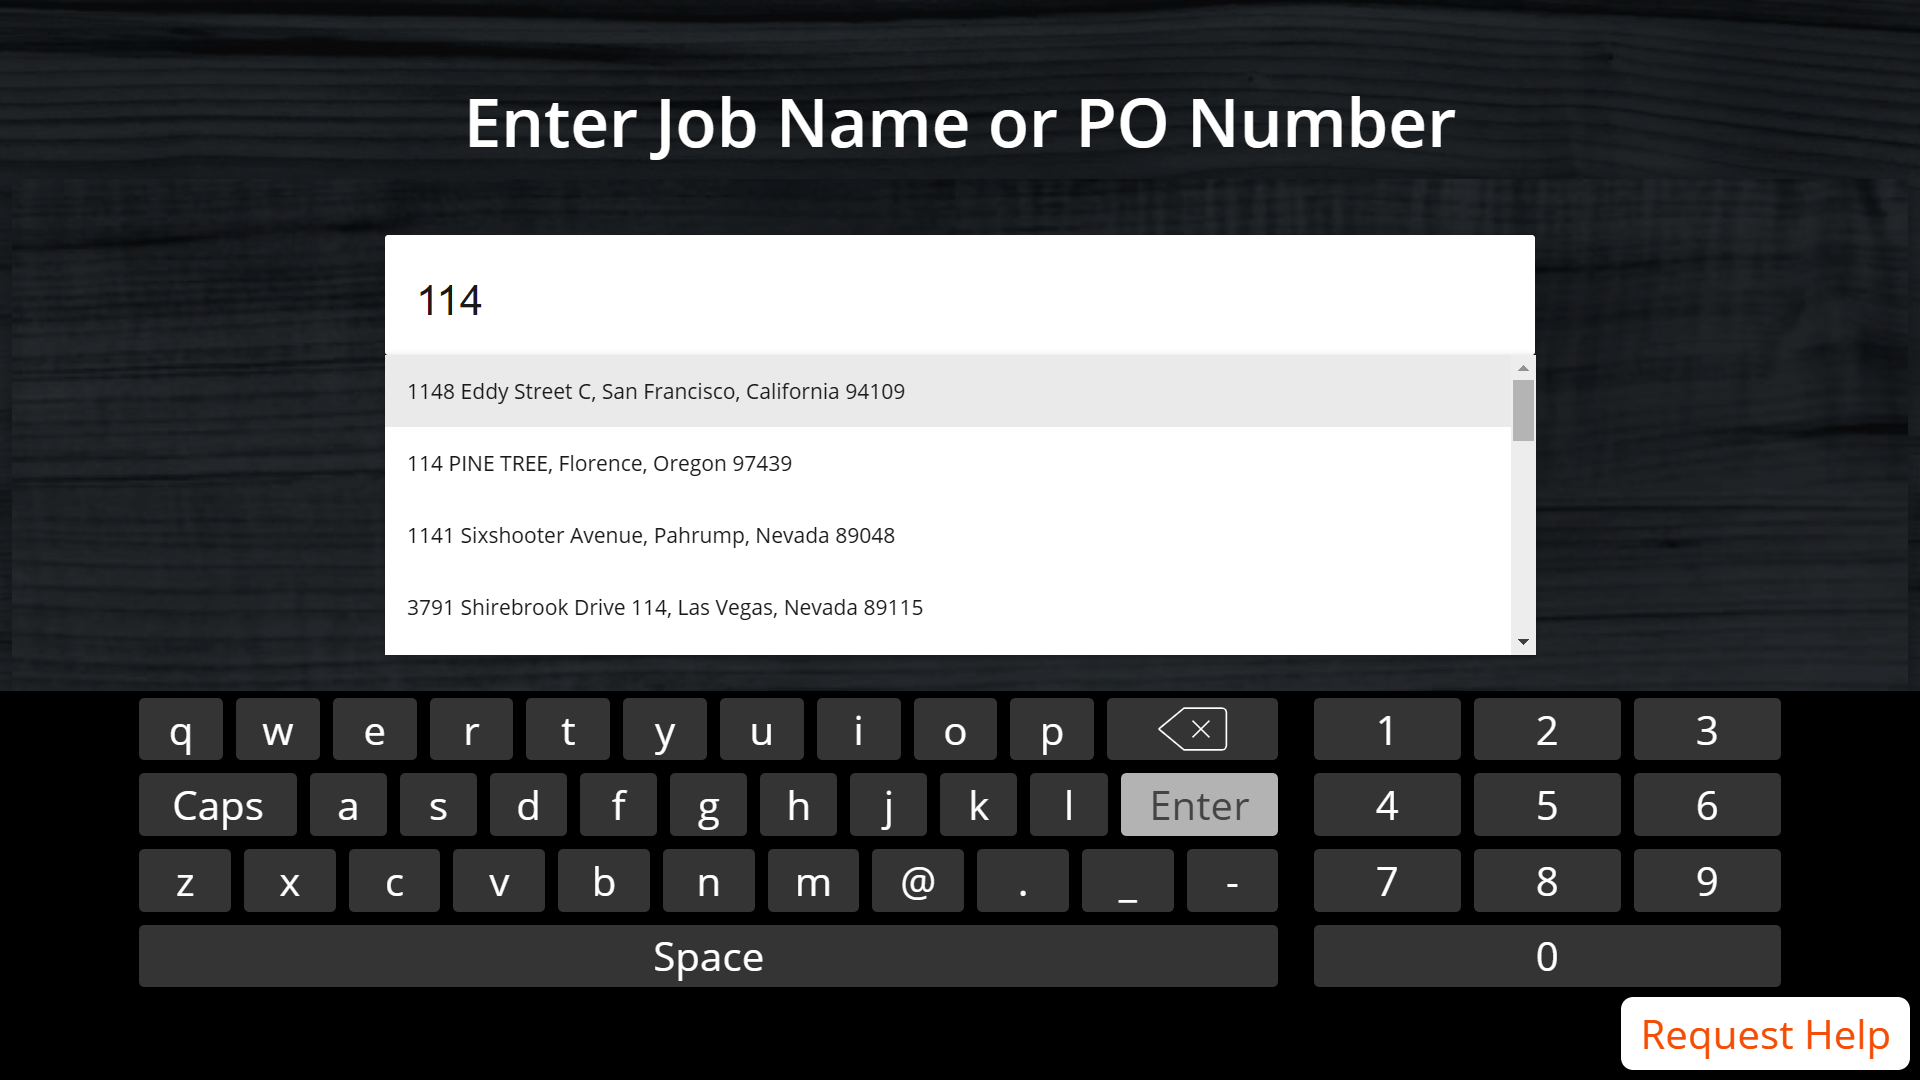 Enter Job Name or PO Number
114
1148 Eddy Street C, San Francisco, California 94109
114 PINE TREE, Florence, Oregon 97439
1141 Sixshooter Avenue, Pahrump, Nevada 89048
3791 Shirebrook Drive 114, Las Vegas, Nevada 89115
q w e r t y u i o p 1 2 3
Caps a s d f g h j k l Enter 4 5 6
z x c v b n m @ . _ - 7 8 9
Space 0
Request Help